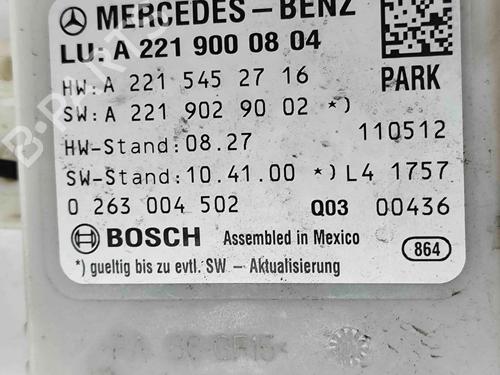 MERCEDES-BENZ
LU: A 221 900 08 04
HW: A 221 545 27 16 PARK
SW: A 221 902 90 02 *)
HW-Stand: 08.27 110512
SW-Stand: 10.41.00 *) L4 1757
0 263 004 502 Q03 00436
BOSCH Assembled in Mexico 864
*) gueltig bis zu evtl. SW - Aktualisierung